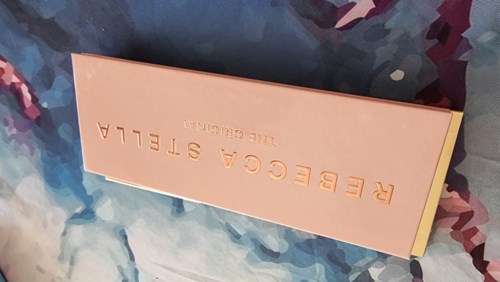 REBECCA STELLA
THE ORIGINAL